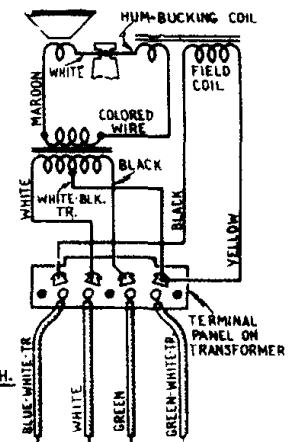 HUM-BUCKING COIL
WHITE
FIELD
COIL
MAROON
COLORED
WIRE
BLACK
WHITE
WHITE-BLK.
TR.
BLACK
YELLOW
TERMINAL
PANEL ON
TRANSFORMER
H.
BLUE-WHITE-TR
WHITE
GREEN
GREEN-WHITE-TR.